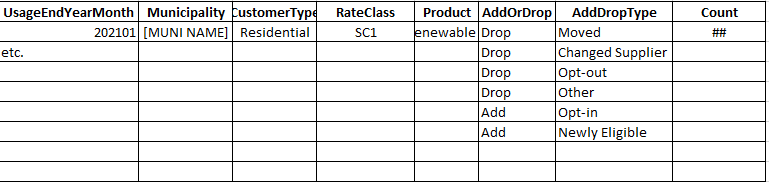 UsageEndYearMonth Municipality CustomerType RateClass Product AddOrDrop AddDropType Count
202101 [MUNI NAME] Residential SC1 enewable Drop Moved ##
etc. Drop Changed Supplier
Drop Opt-out
Drop Other
Add Opt-in
Add Newly Eligible